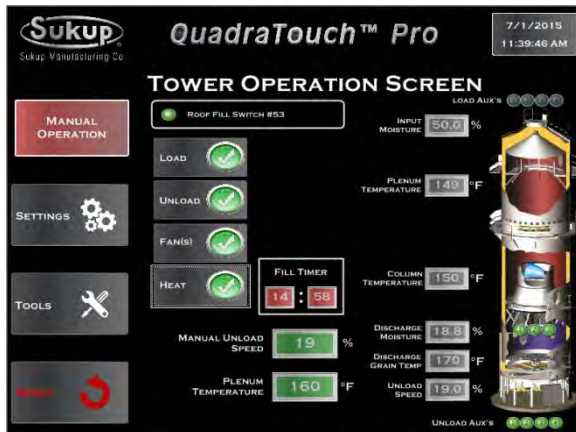 Sukup
Sukup Manufacturing Co.
QuadraTouch™ Pro
7/1/2015
11:39:46 AM
TOWER OPERATION SCREEN
LOAD AUX'S
MANUAL
OPERATION
ROOF FILL SWITCH #53
INPUT
MOISTURE 50.0 %
LOAD
UNLOAD
PLENUM
TEMPERATURE 149 °F
SETTINGS
FAN(S)
HEAT
FILL TIMER
14 : 58
COLUMN
TEMPERATURE 150 °F
TOOLS
MANUAL UNLOAD
SPEED 19 %
DISCHARGE
MOISTURE 18.8 %
DISCHARGE
GRAIN TEMP 170 °F
PLENUM
TEMPERATURE 160 °F
UNLOAD
SPEED 19.0 %
RESET
UNLOAD AUX'S